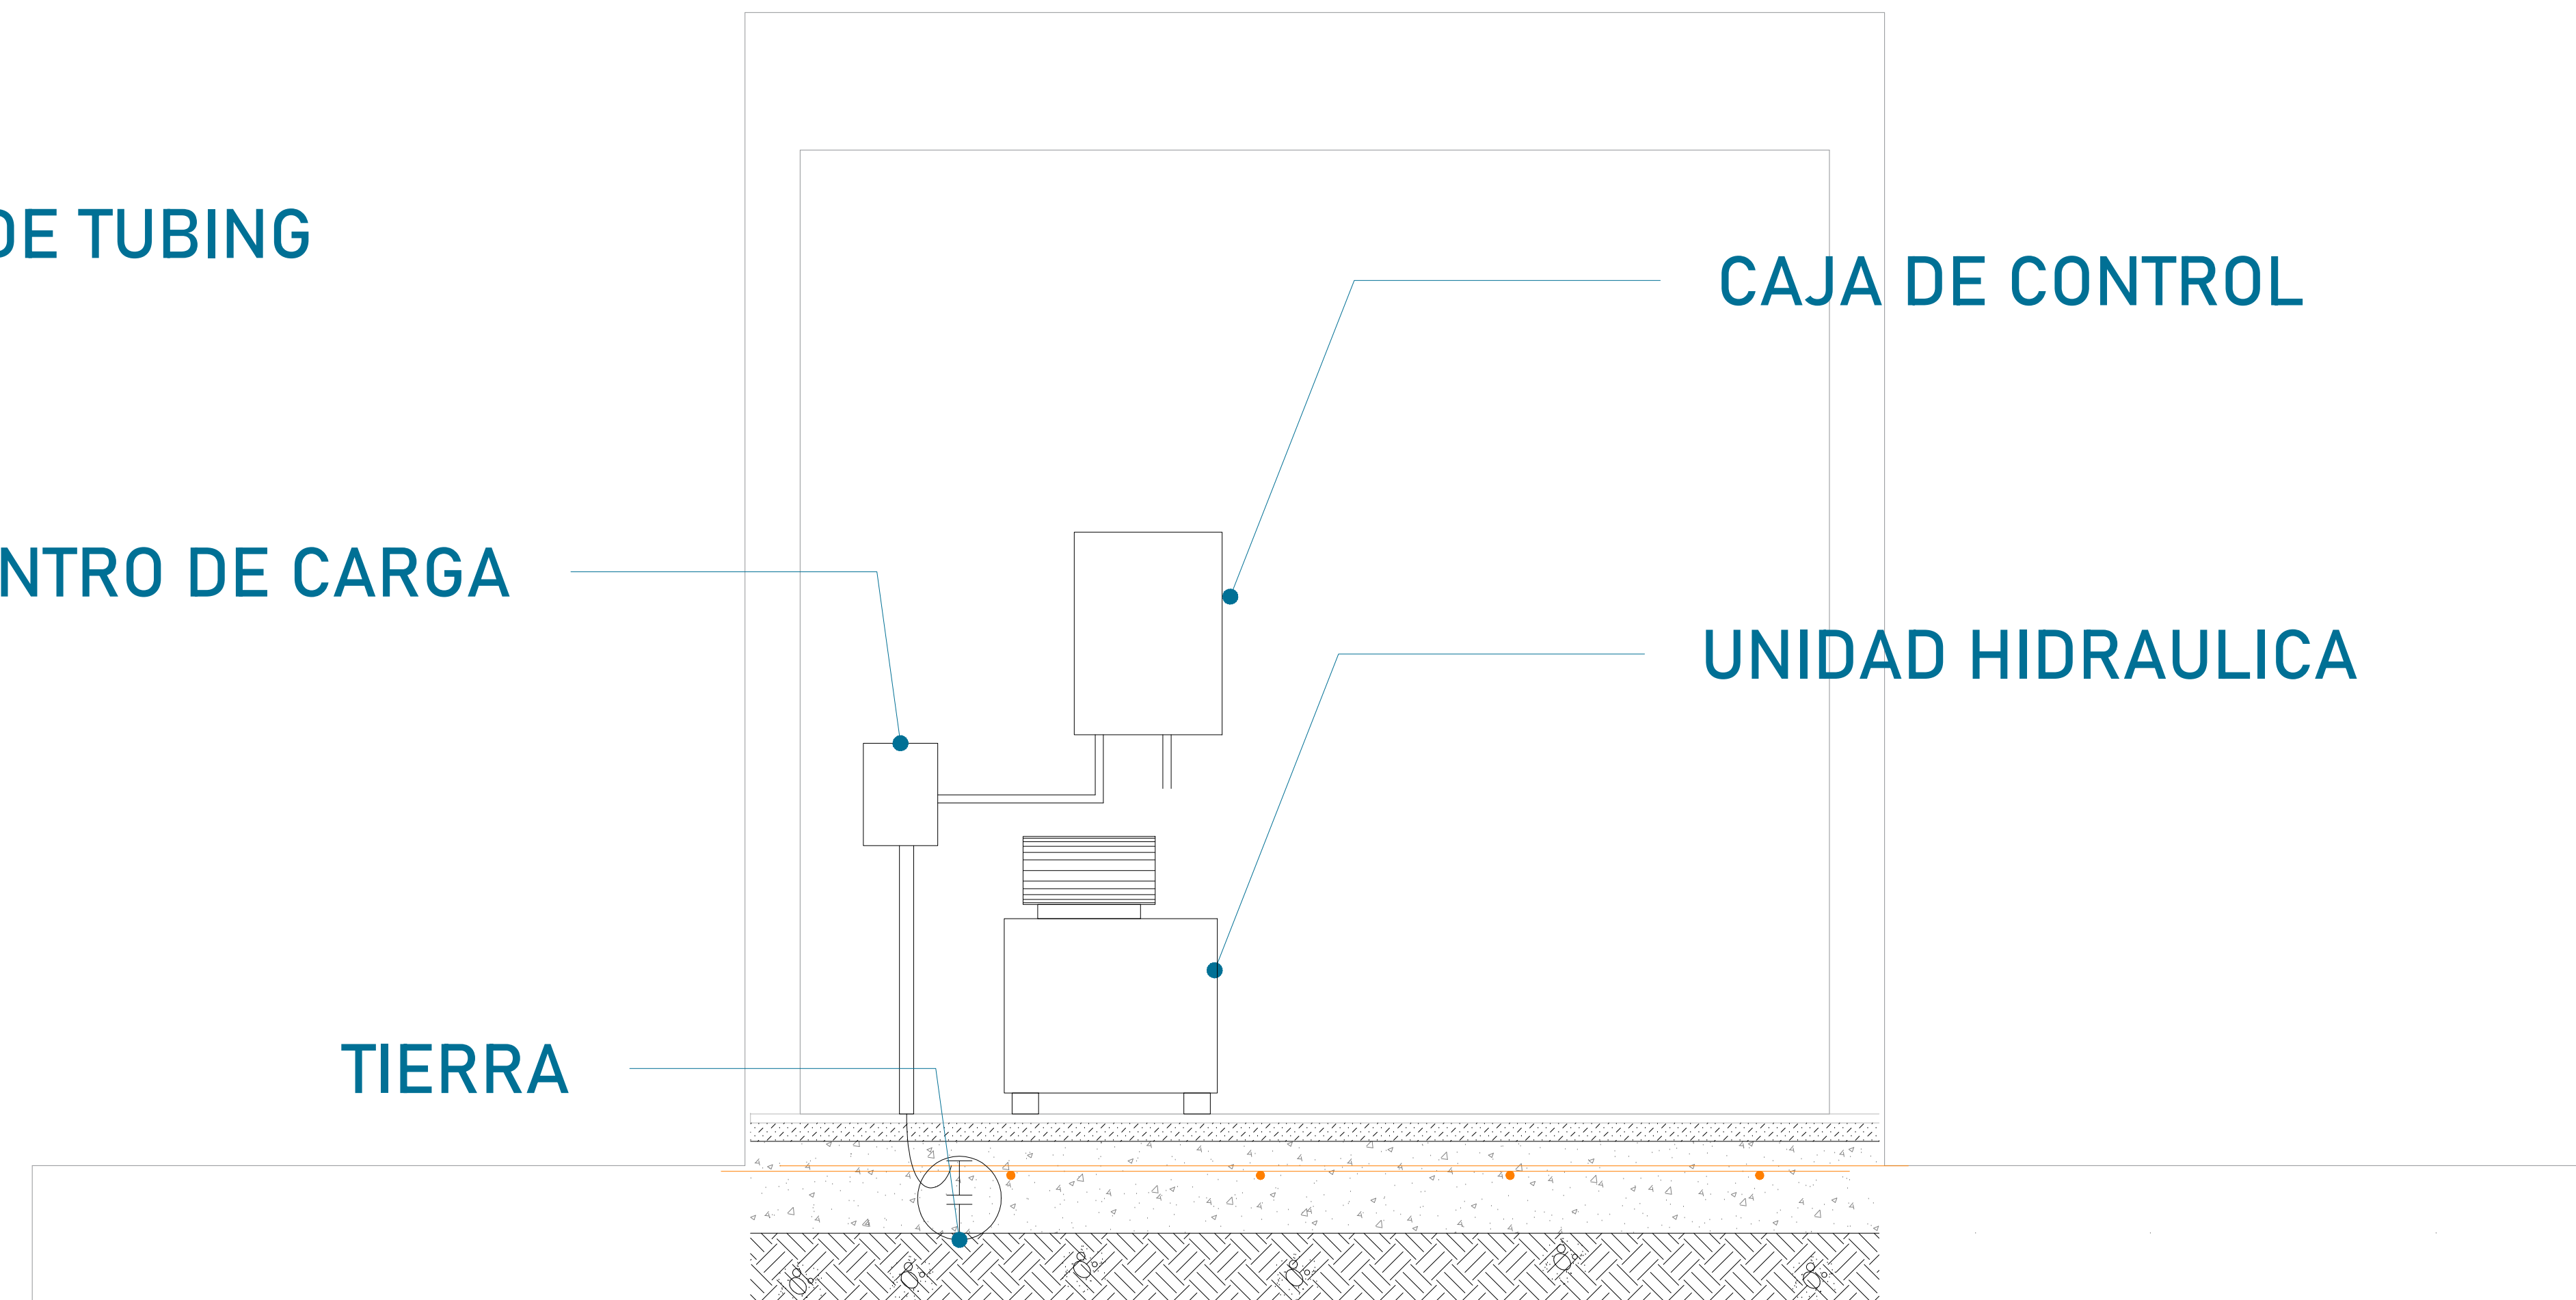 DE TUBING
CAJA DE CONTROL
NTRO DE CARGA
UNIDAD HIDRAULICA
TIERRA